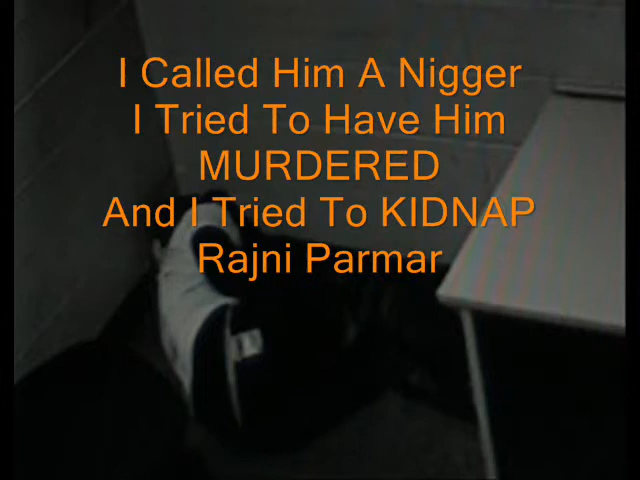 I Called Him A Nigger
I Tried To Have Him
MURDERED
And I Tried To KIDNAP
Rajni Parmar